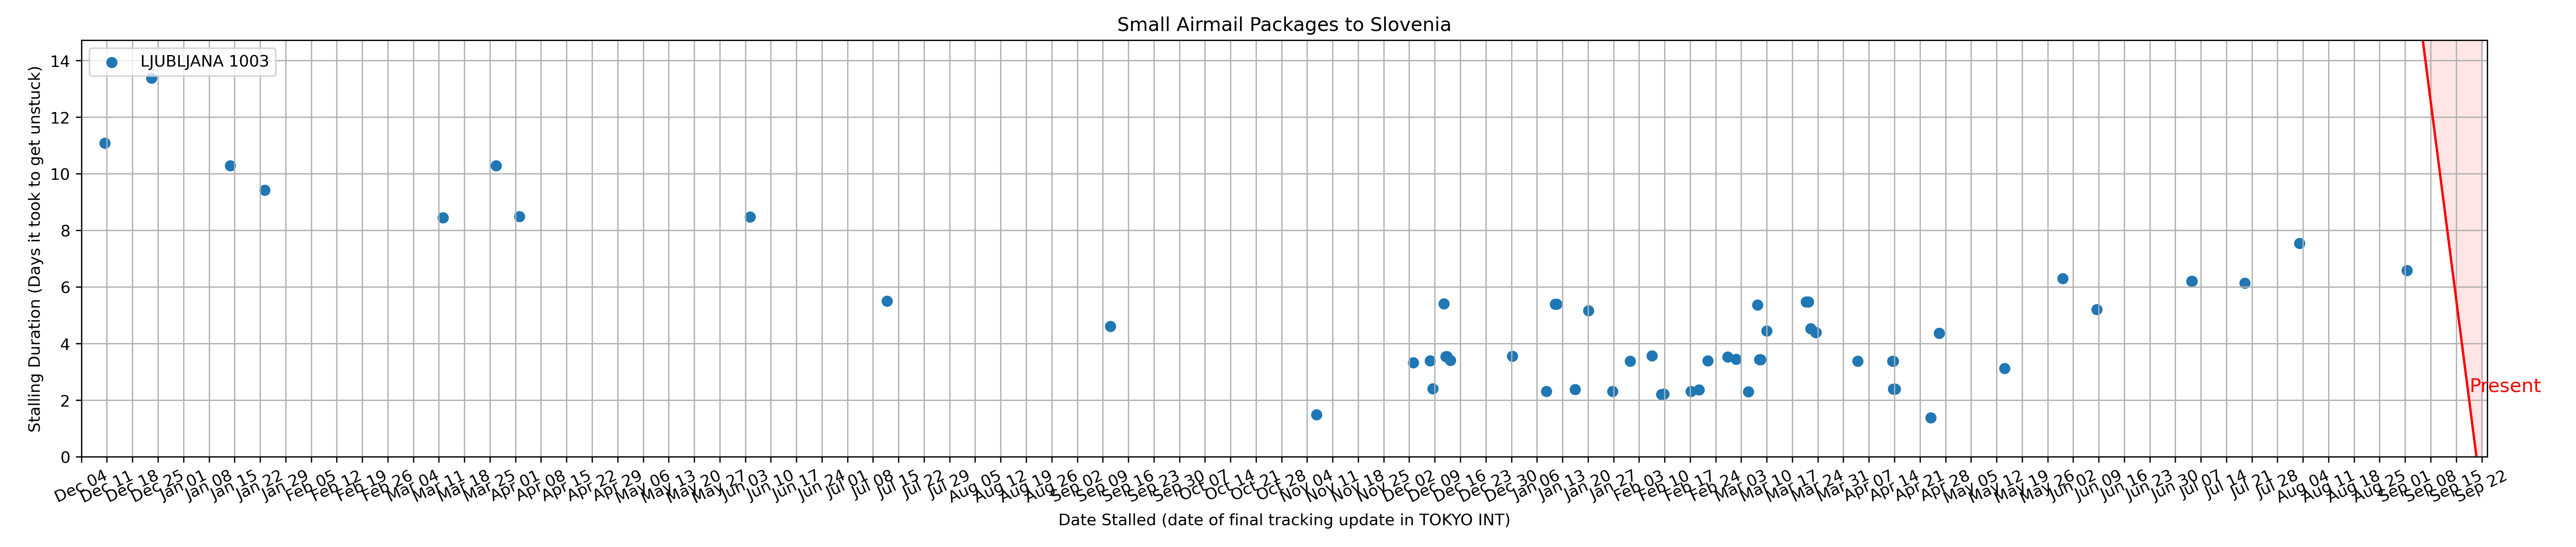 Small Airmail Packages to Slovenia
LJUBLJANA 1003
Stalling Duration (Days it took to get unstuck)
14
12
10
8
6
4
2
0
Present
Dec 04 Dec 11 Dec 18 Dec 25 Jan 01 Jan 08 Jan 15 Jan 22 Jan 29 Feb 05 Feb 12 Feb 19 Feb 26 Mar 04 Mar 11 Mar 18 Mar 25 Apr 01 Apr 08 Apr 15 Apr 22 Apr 29 May 06 May 13 May 20 May 27 Jun 03 Jun 10 Jun 17 Jun 24 Jul 01 Jul 08 Jul 15 Jul 22 Jul 29 Aug 05 Aug 12 Aug 19 Aug 26 Sep 02 Sep 09 Sep 16 Sep 23 Sep 30 Oct 07 Oct 14 Oct 21 Oct 28 Nov 04 Nov 11 Nov 18 Nov 25 Dec 02 Dec 09 Dec 16 Dec 23 Dec 30 Jan 06 Jan 13 Jan 20 Jan 27 Feb 03 Feb 10 Feb 17 Feb 24 Mar 03 Mar 10 Mar 17 Mar 24 Mar 31 Apr 07 Apr 14 Apr 21 Apr 28 May 05 May 12 May 19 May 26 Jun 02 Jun 09 Jun 16 Jun 23 Jun 30 Jul 07 Jul 14 Jul 21 Jul 28 Aug 04 Aug 11 Aug 18 Aug 25 Sep 01 Sep 08 Sep 15 Sep 22
Date Stalled (date of final tracking update in TOKYO INT)